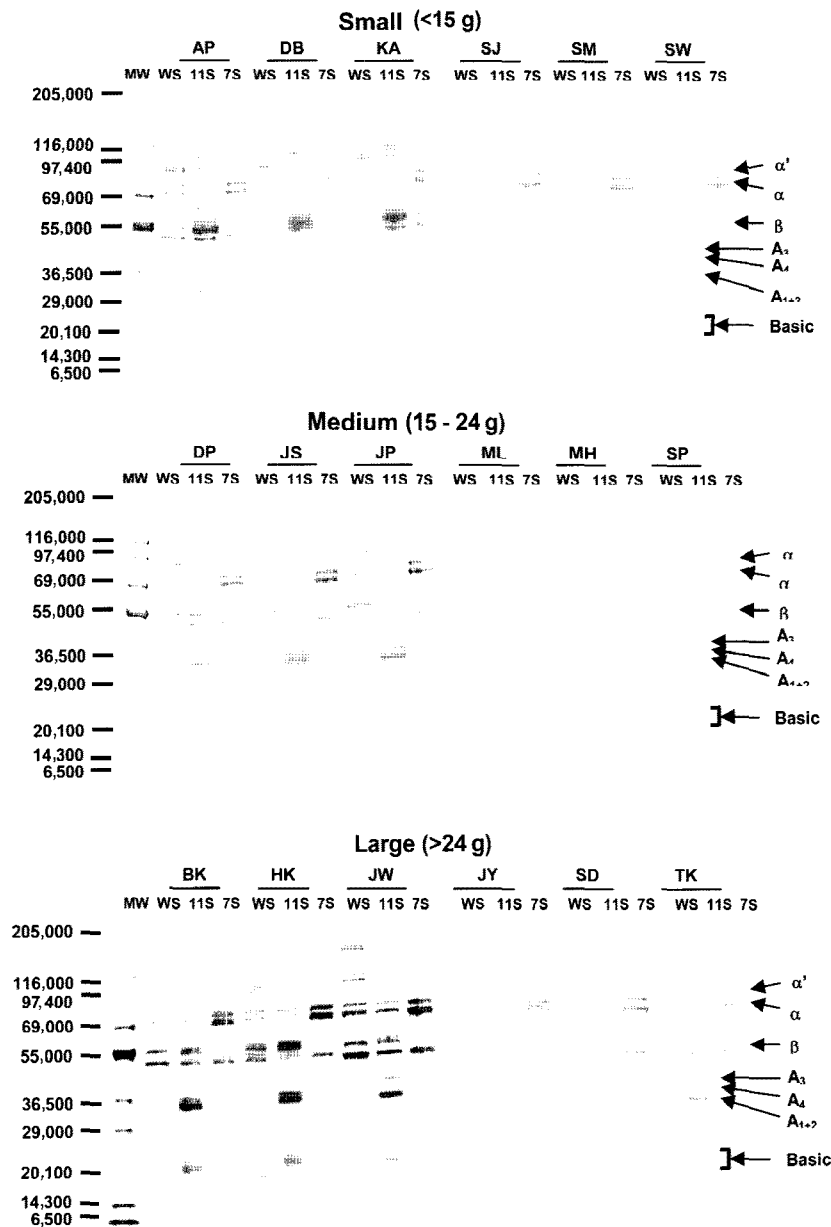 Small (<15 g)
AP DB KA SJ SM SW
MW WS 11S 7S WS 11S 7S WS 11S 7S WS 11S 7S WS 11S 7S WS 11S 7S
205,000
116,000
97,400
69,000
55,000
36,500
29,000
20,100
14,300
6,500
α'
α
β
A3
A4
A1+2
Basic
Medium (15 - 24 g)
DP JS JP ML MH SP
MW WS 11S 7S WS 11S 7S WS 11S 7S WS 11S 7S WS 11S 7S WS 11S 7S
205,000
116,000
97,400
69,000
55,000
36,500
29,000
20,100
14,300
6,500
α
α
β
A3
A4
A1+2
Basic
Large (>24 g)
BK HK JW JY SD TK
MW WS 11S 7S WS 11S 7S WS 11S 7S WS 11S 7S WS 11S 7S WS 11S 7S
205,000
116,000
97,400
69,000
55,000
36,500
29,000
20,100
14,300
6,500
α'
α
β
A3
A4
A1+2
Basic